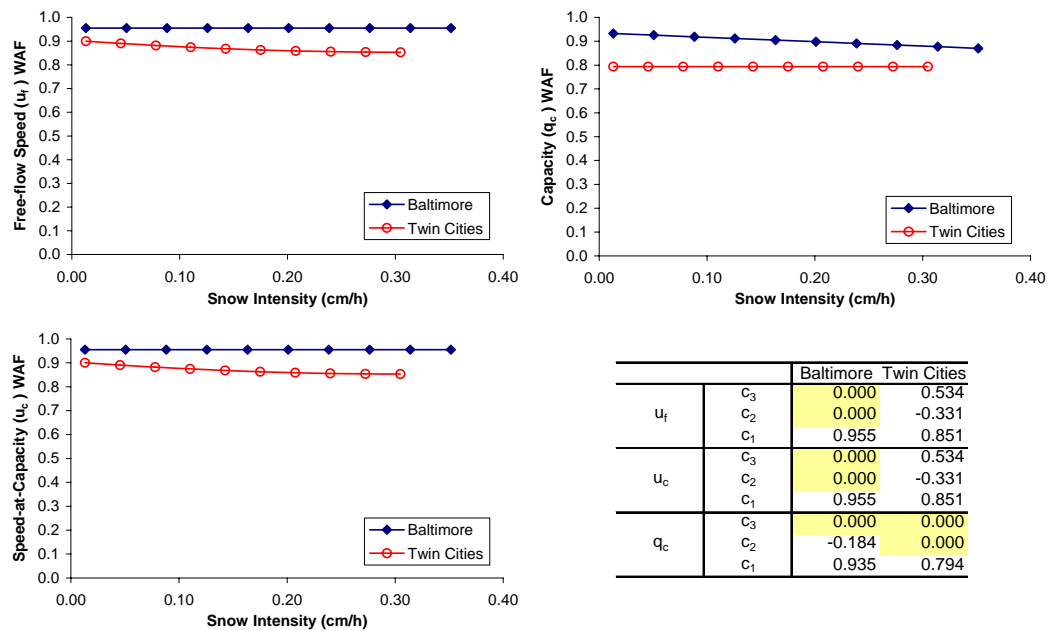 1.0
0.9
0.8
0.7
0.6
0.5
0.4
0.3
0.2
0.1
0.0
Free-flow Speed (uf ) WAF
Baltimore
Twin Cities
0.00 0.10 0.20 0.30 0.40
Snow Intensity (cm/h)
1.0
0.9
0.8
0.7
0.6
0.5
0.4
0.3
0.2
0.1
0.0
Capacity (qc ) WAF
Baltimore
Twin Cities
0.00 0.10 0.20 0.30 0.40
Snow Intensity (cm/h)
1.0
0.9
0.8
0.7
0.6
0.5
0.4
0.3
0.2
0.1
0.0
Speed-at-Capacity (uc ) WAF
Baltimore
Twin Cities
0.00 0.10 0.20 0.30 0.40
Snow Intensity (cm/h)
Baltimore Twin Cities
c3 0.000 0.534
uf c2 0.000 -0.331
c1 0.955 0.851
c3 0.000 0.534
uc c2 0.000 -0.331
c1 0.955 0.851
c3 0.000 0.000
qc c2 -0.184 0.000
c1 0.935 0.794